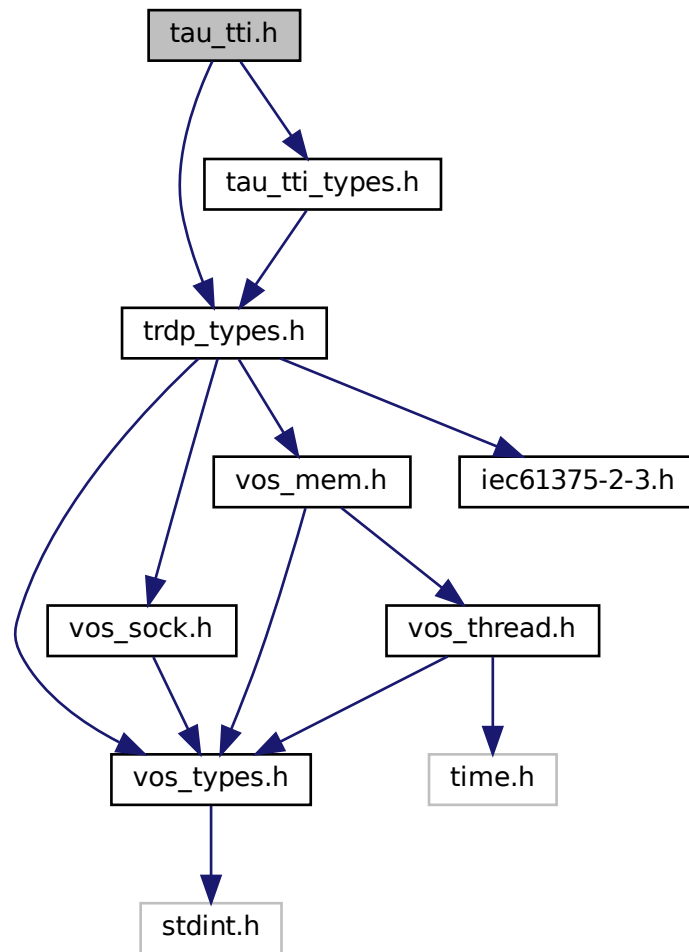 tau_tti.h
tau_tti_types.h
trdp_types.h
vos_mem.h
iec61375-2-3.h
vos_sock.h
vos_thread.h
vos_types.h
time.h
stdint.h